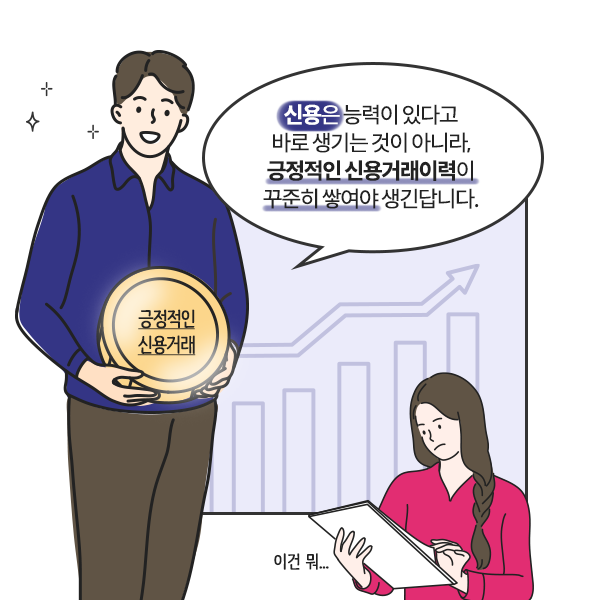 신용은 능력이 있다고
바로 생기는 것이 아니라,
긍정적인 신용거래이력이
꾸준히 쌓여야 생긴답니다.
긍정적인
신용거래
이건 뭐...